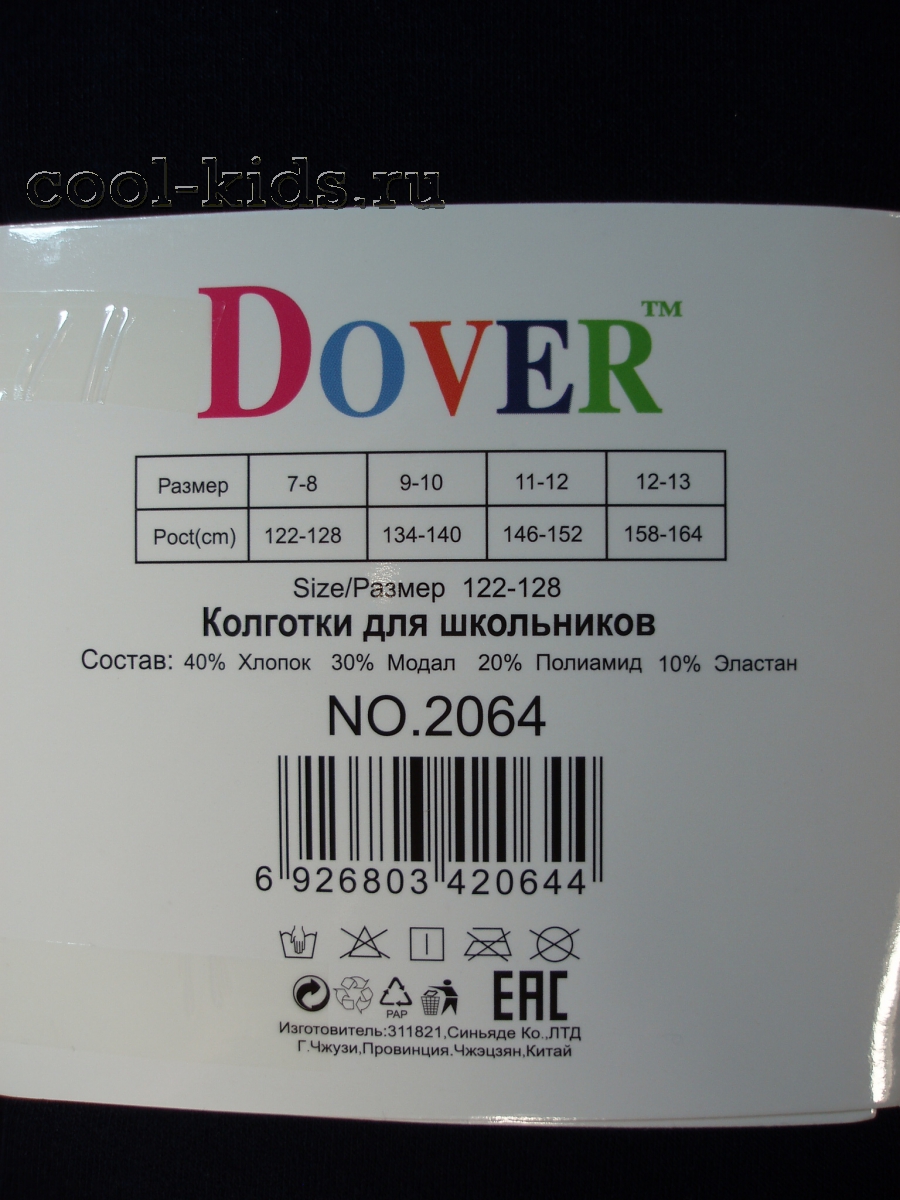 cool-kids.ru
DOVER™
Размер 7-8 9-10 11-12 12-13
Рост(cm) 122-128 134-140 146-152 158-164
Size/Размер 122-128
Колготки для школьников
Состав: 40% Хлопок 30% Модал 20% Полиамид 10% Эластан
NO.2064
6 926803 420644
PAP EAC
Изготовитель:311821,Синьяде Ко.,ЛТД
Г.Чжузи,Провинция.Чжэцзян,Китай